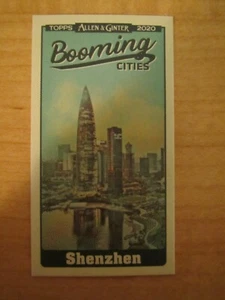 TOPPS ALLEN & GINTER 2020
Booming
CITIES
Shenzhen